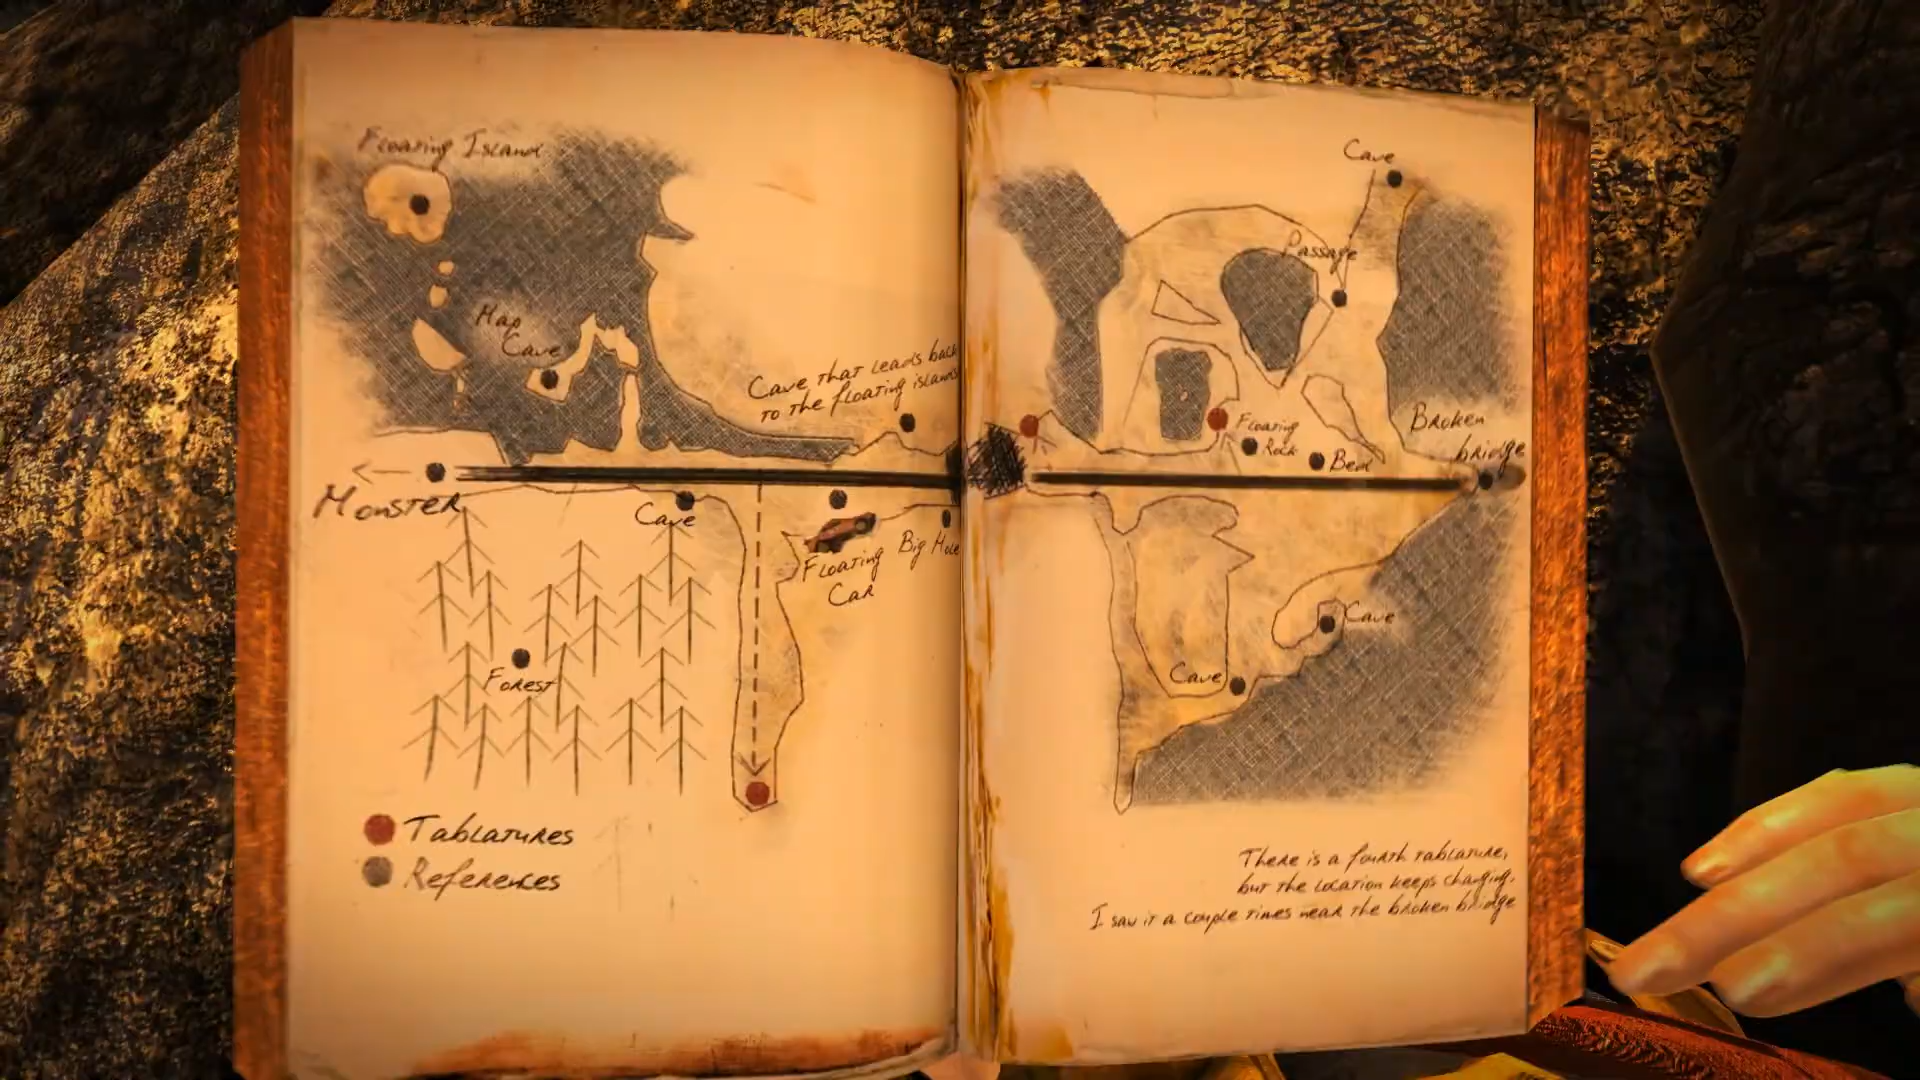 Floating Island
Map
Cave
Cave that leads back
to the floating islands
Monster
Cave
Floating
Car
Big Hole
Forest
Tablatures
References
Cave
Passage
Floating
Rock
Bed
Broken
bridge
Cave
Cave
There is a fourth tablature,
but the location keeps changing.
I saw it a couple times near the broken bridge